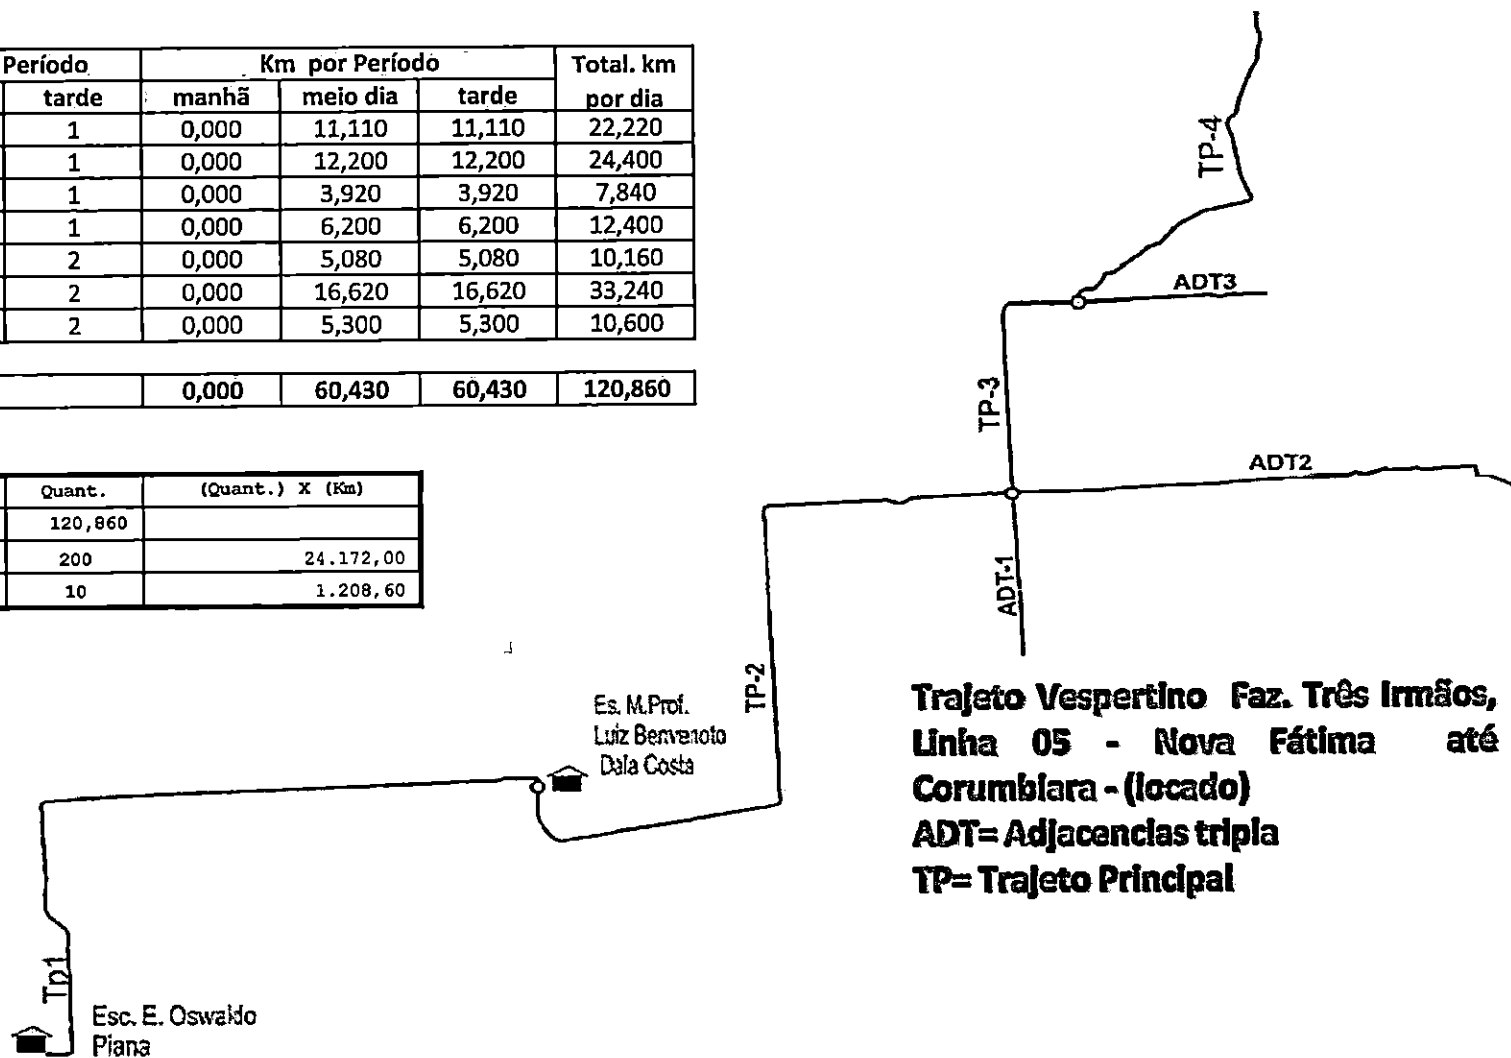 Período Km por Período Total. km
tarde manhã meio dia tarde por dia
1 0,000 11,110 11,110 22,220
1 0,000 12,200 12,200 24,400
1 0,000 3,920 3,920 7,840
1 0,000 6,200 6,200 12,400
2 0,000 5,080 5,080 10,160
2 0,000 16,620 16,620 33,240
2 0,000 5,300 5,300 10,600
0,000 60,430 60,430 120,860
Quant. (Quant.) X (Km)
120,860
200 24.172,00
10 1.208,60
TP-4
ADT3
TP-3
ADT2
ADT-1
TP-2
Es. M.Prof.
Luiz Benvenoto
Dala Costa
Tp1
Esc. E. Oswaldo
Piana
Trajeto Vespertino Faz. Três Irmãos,
Linha 05 - Nova Fátima até
Corumbiara - (locado)
ADT= Adjacencias tripla
TP= Trajeto Principal